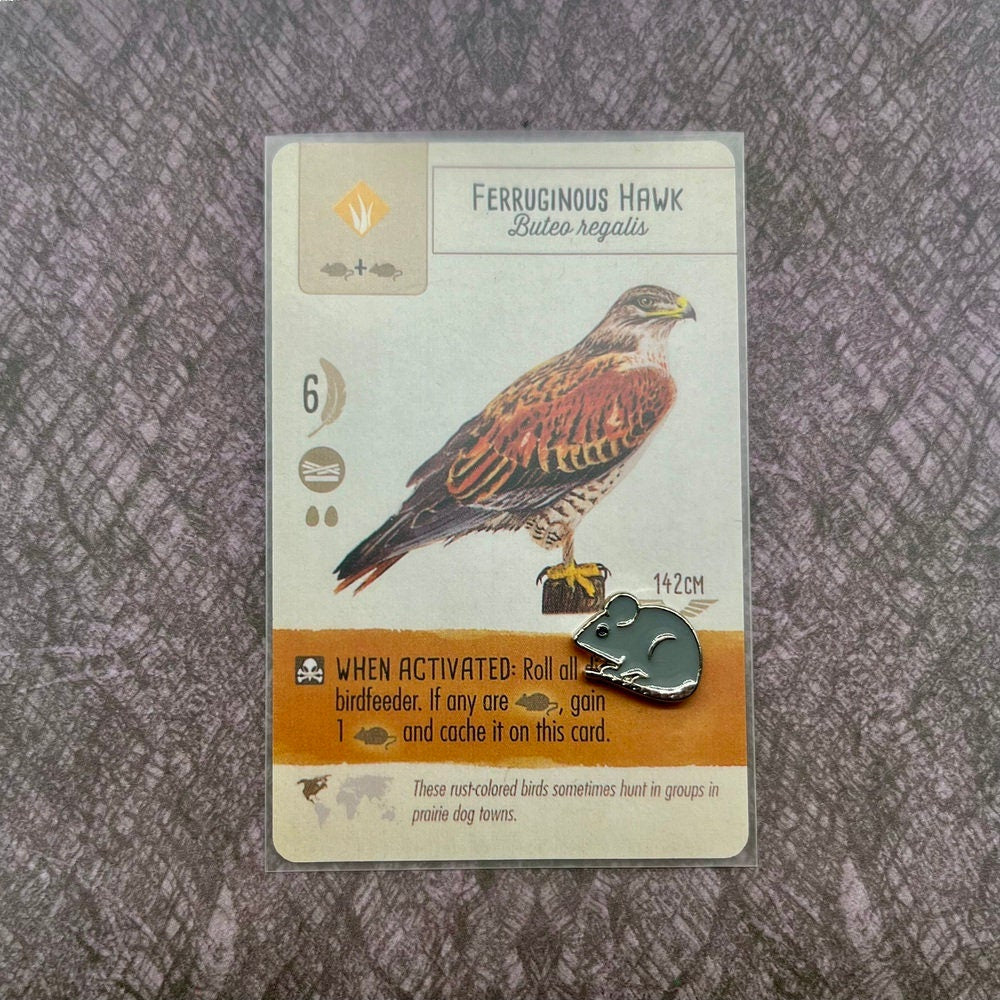 FERRUGINOUS HAWK
Buteo regalis
+
6
142CM
WHEN ACTIVATED: Roll all
birdfeeder. If any are , gain
1 and cache it on this card.
These rust-colored birds sometimes hunt in groups in
prairie dog towns.